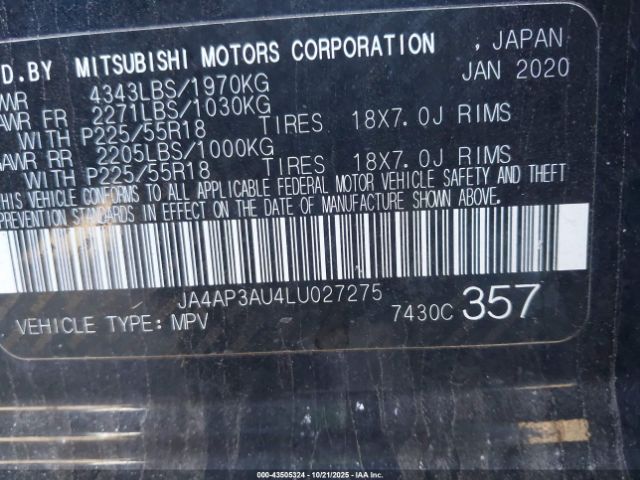 D.BY MITSUBISHI MOTORS CORPORATION , JAPAN
JAN 2020
4343LBS/1970KG
AWR FR 2271LBS/1030KG
WITH P225/55R18 TIRES 18X7.0J RIMS
AWR RR 2205LBS/1000KG
WITH P225/55R18 TIRES 18X7.0J RIMS
THIS VEHICLE CONFORMS TO ALL APPLICABLE FEDERAL MOTOR VEHICLE SAFETY AND THEFT
PREVENTION STANDARDS IN EFFECT ON THE DATE OF MANUFACTURE SHOWN ABOVE.
JA4AP3AU4LU027275
VEHICLE TYPE: MPV 7430C 357
000-43505324 - 10/21/2025 - IAA Corp.